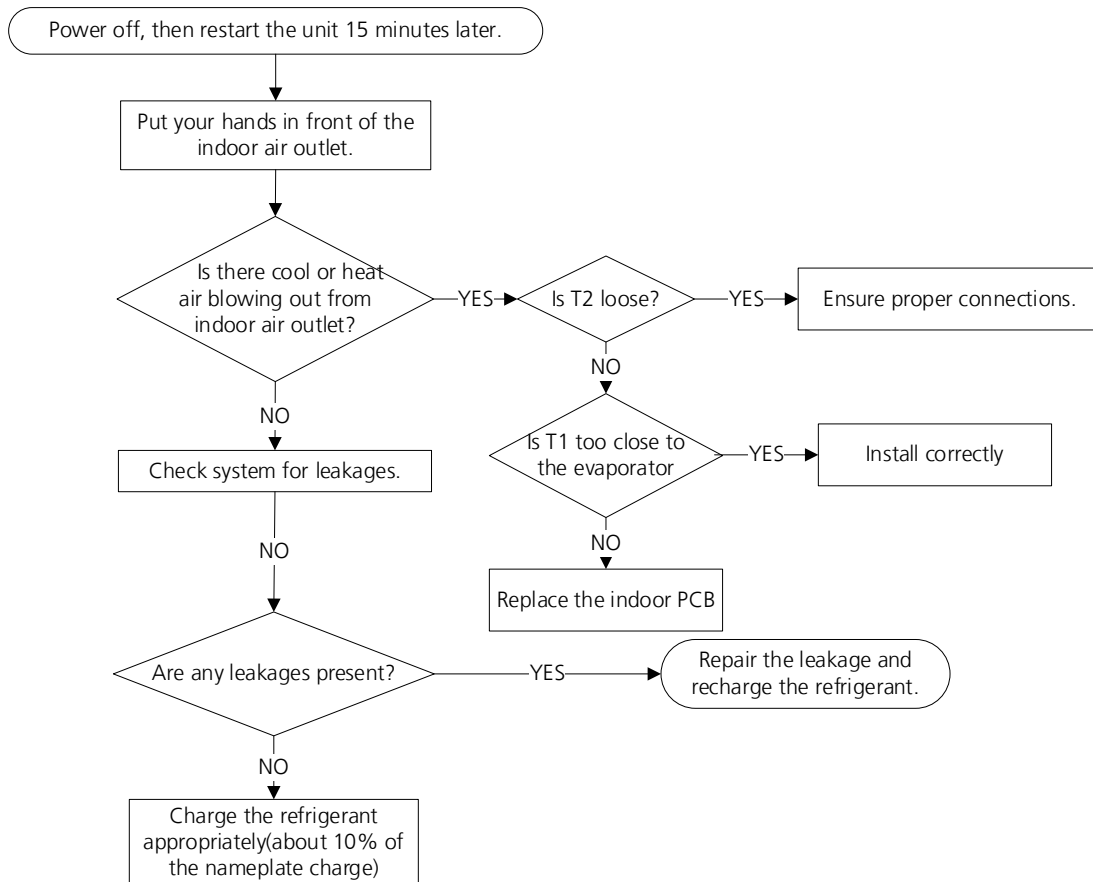 Power off, then restart the unit 15 minutes later.
Put your hands in front of the
indoor air outlet.
Is there cool or heat
air blowing out from
indoor air outlet?
YES
Is T2 loose?
YES
Ensure proper connections.
NO
NO
Is T1 too close to
the evaporator
YES
Install correctly
Check system for leakages.
NO
NO
Replace the indoor PCB
Are any leakages present?
YES
Repair the leakage and
recharge the refrigerant.
NO
Charge the refrigerant
appropriately(about 10% of
the nameplate charge)